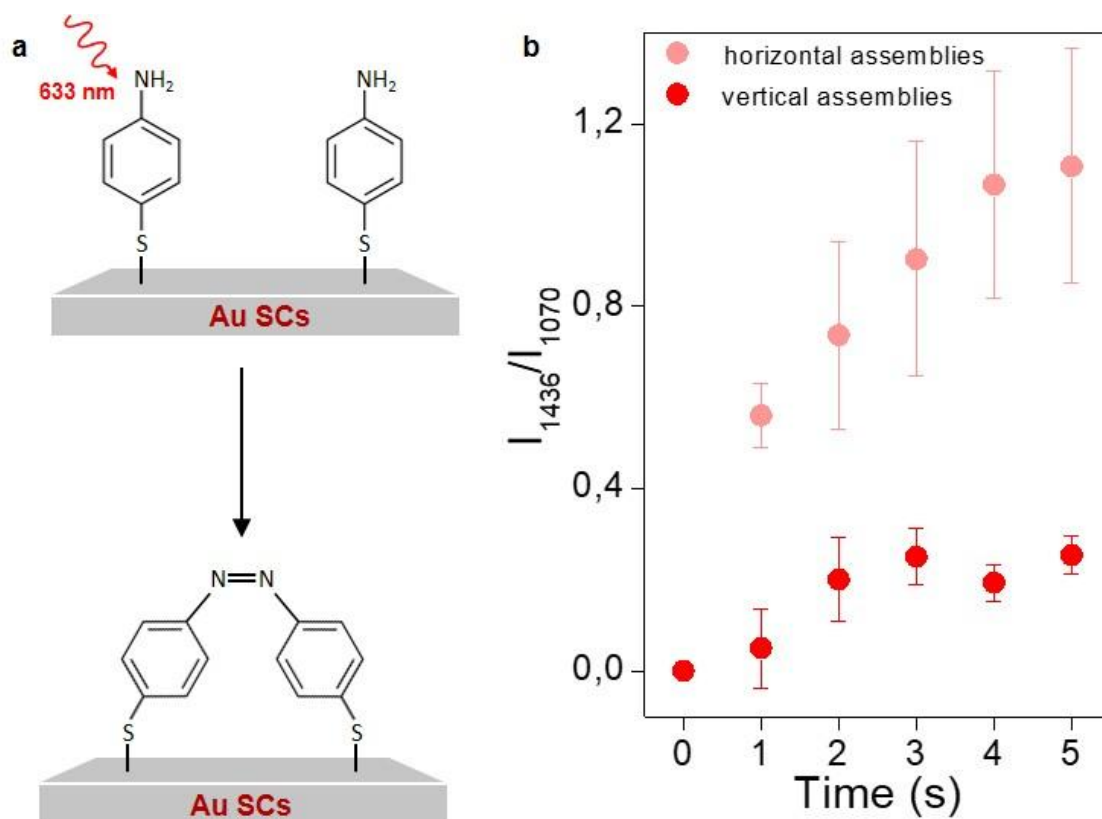 a
633 nm
NH2
NH2
S
S
Au SCs
N=N
S
S
Au SCs
b
horizontal assemblies
vertical assemblies
I1436/I1070
1,2
0,8
0,4
0,0
0 1 2 3 4 5
Time (s)